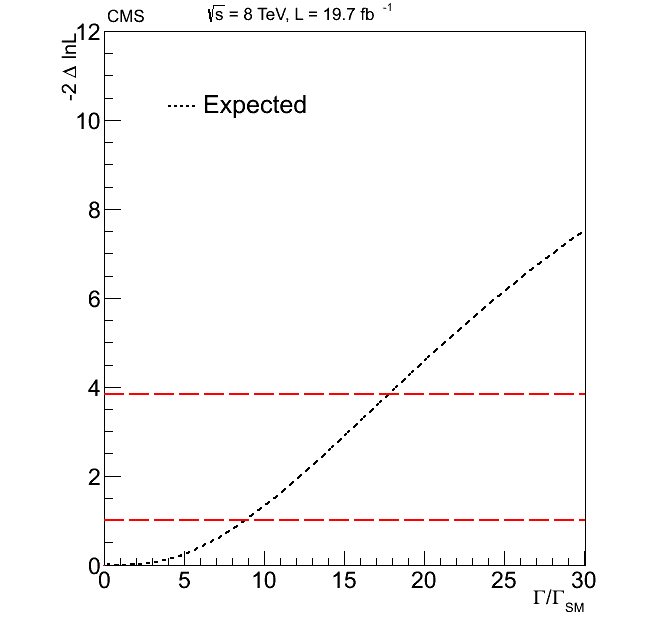 CMS
√s = 8 TeV, L = 19.7 fb⁻¹
-2 Δ lnL
12
10
8
6
4
2
0
Expected
0 5 10 15 20 25 30
Γ/Γ_SM